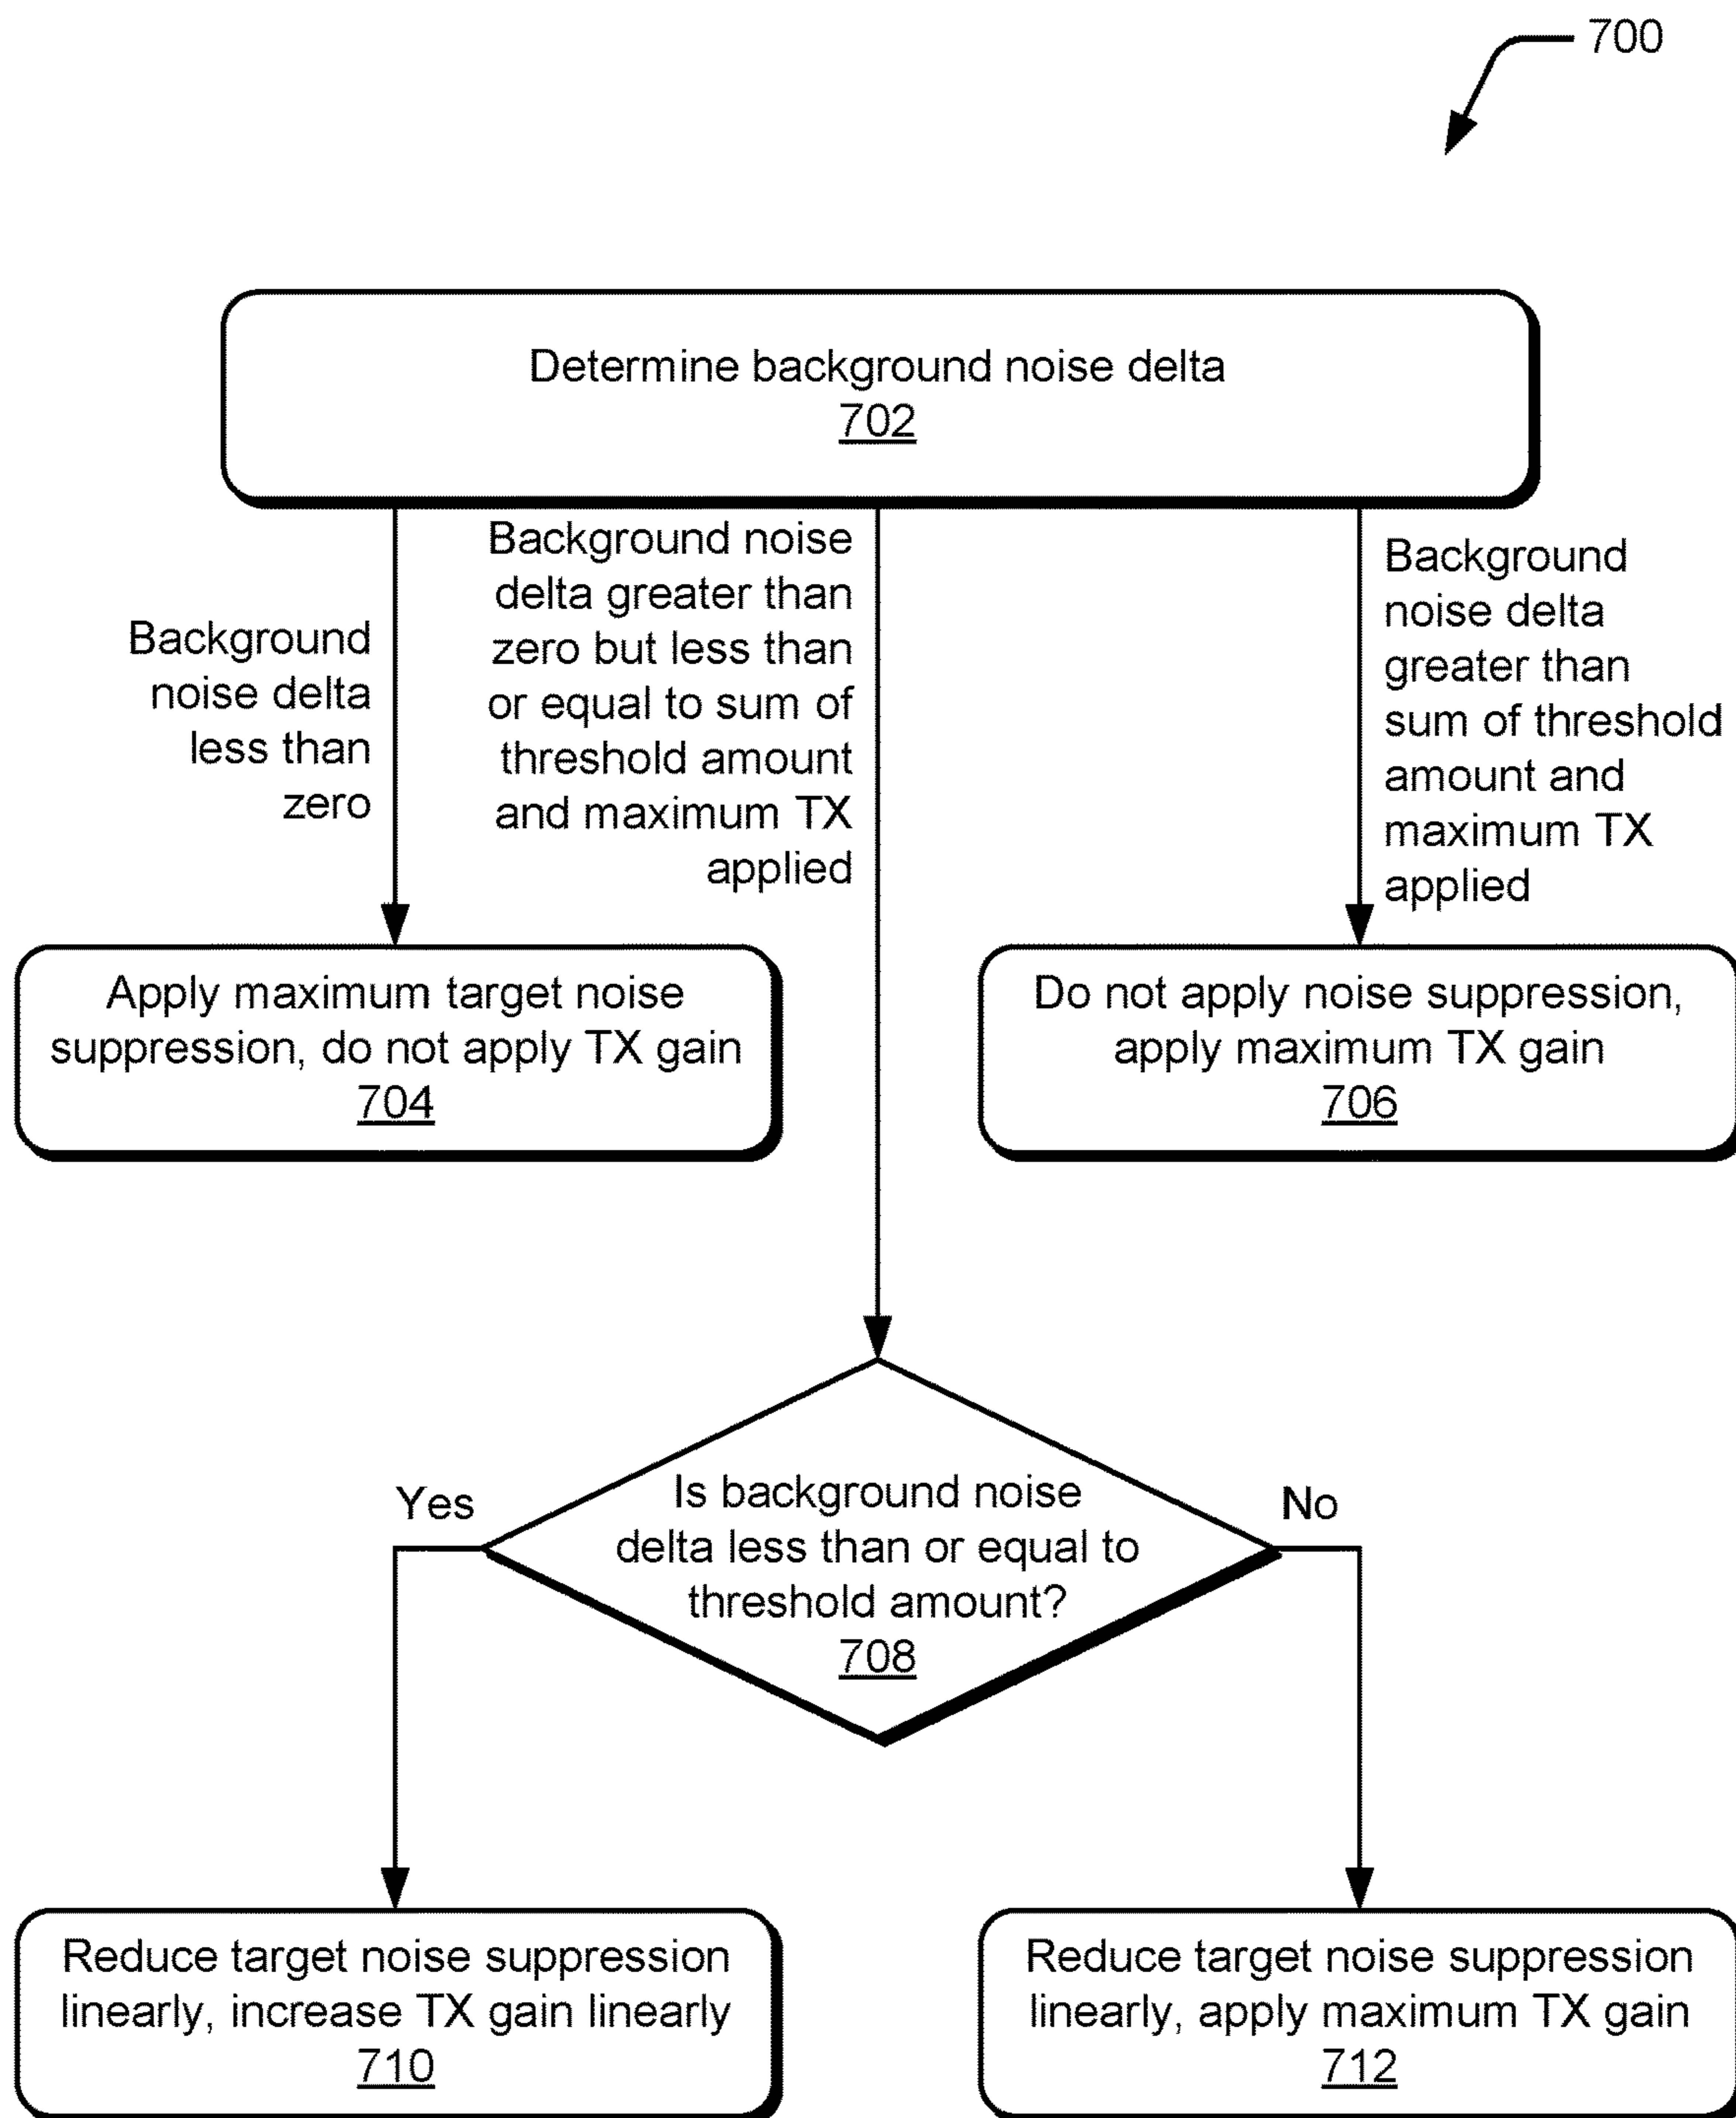 700
Determine background noise delta
702
Background
noise delta
less than
zero
Background noise
delta greater than
zero but less than
or equal to sum of
threshold amount
and maximum TX
applied
Background
noise delta
greater than
sum of threshold
amount and
maximum TX
applied
Apply maximum target noise
suppression, do not apply TX gain
704
Do not apply noise suppression,
apply maximum TX gain
706
Is background noise
delta less than or equal to
threshold amount?
708
Yes
No
Reduce target noise suppression
linearly, increase TX gain linearly
710
Reduce target noise suppression
linearly, apply maximum TX gain
712